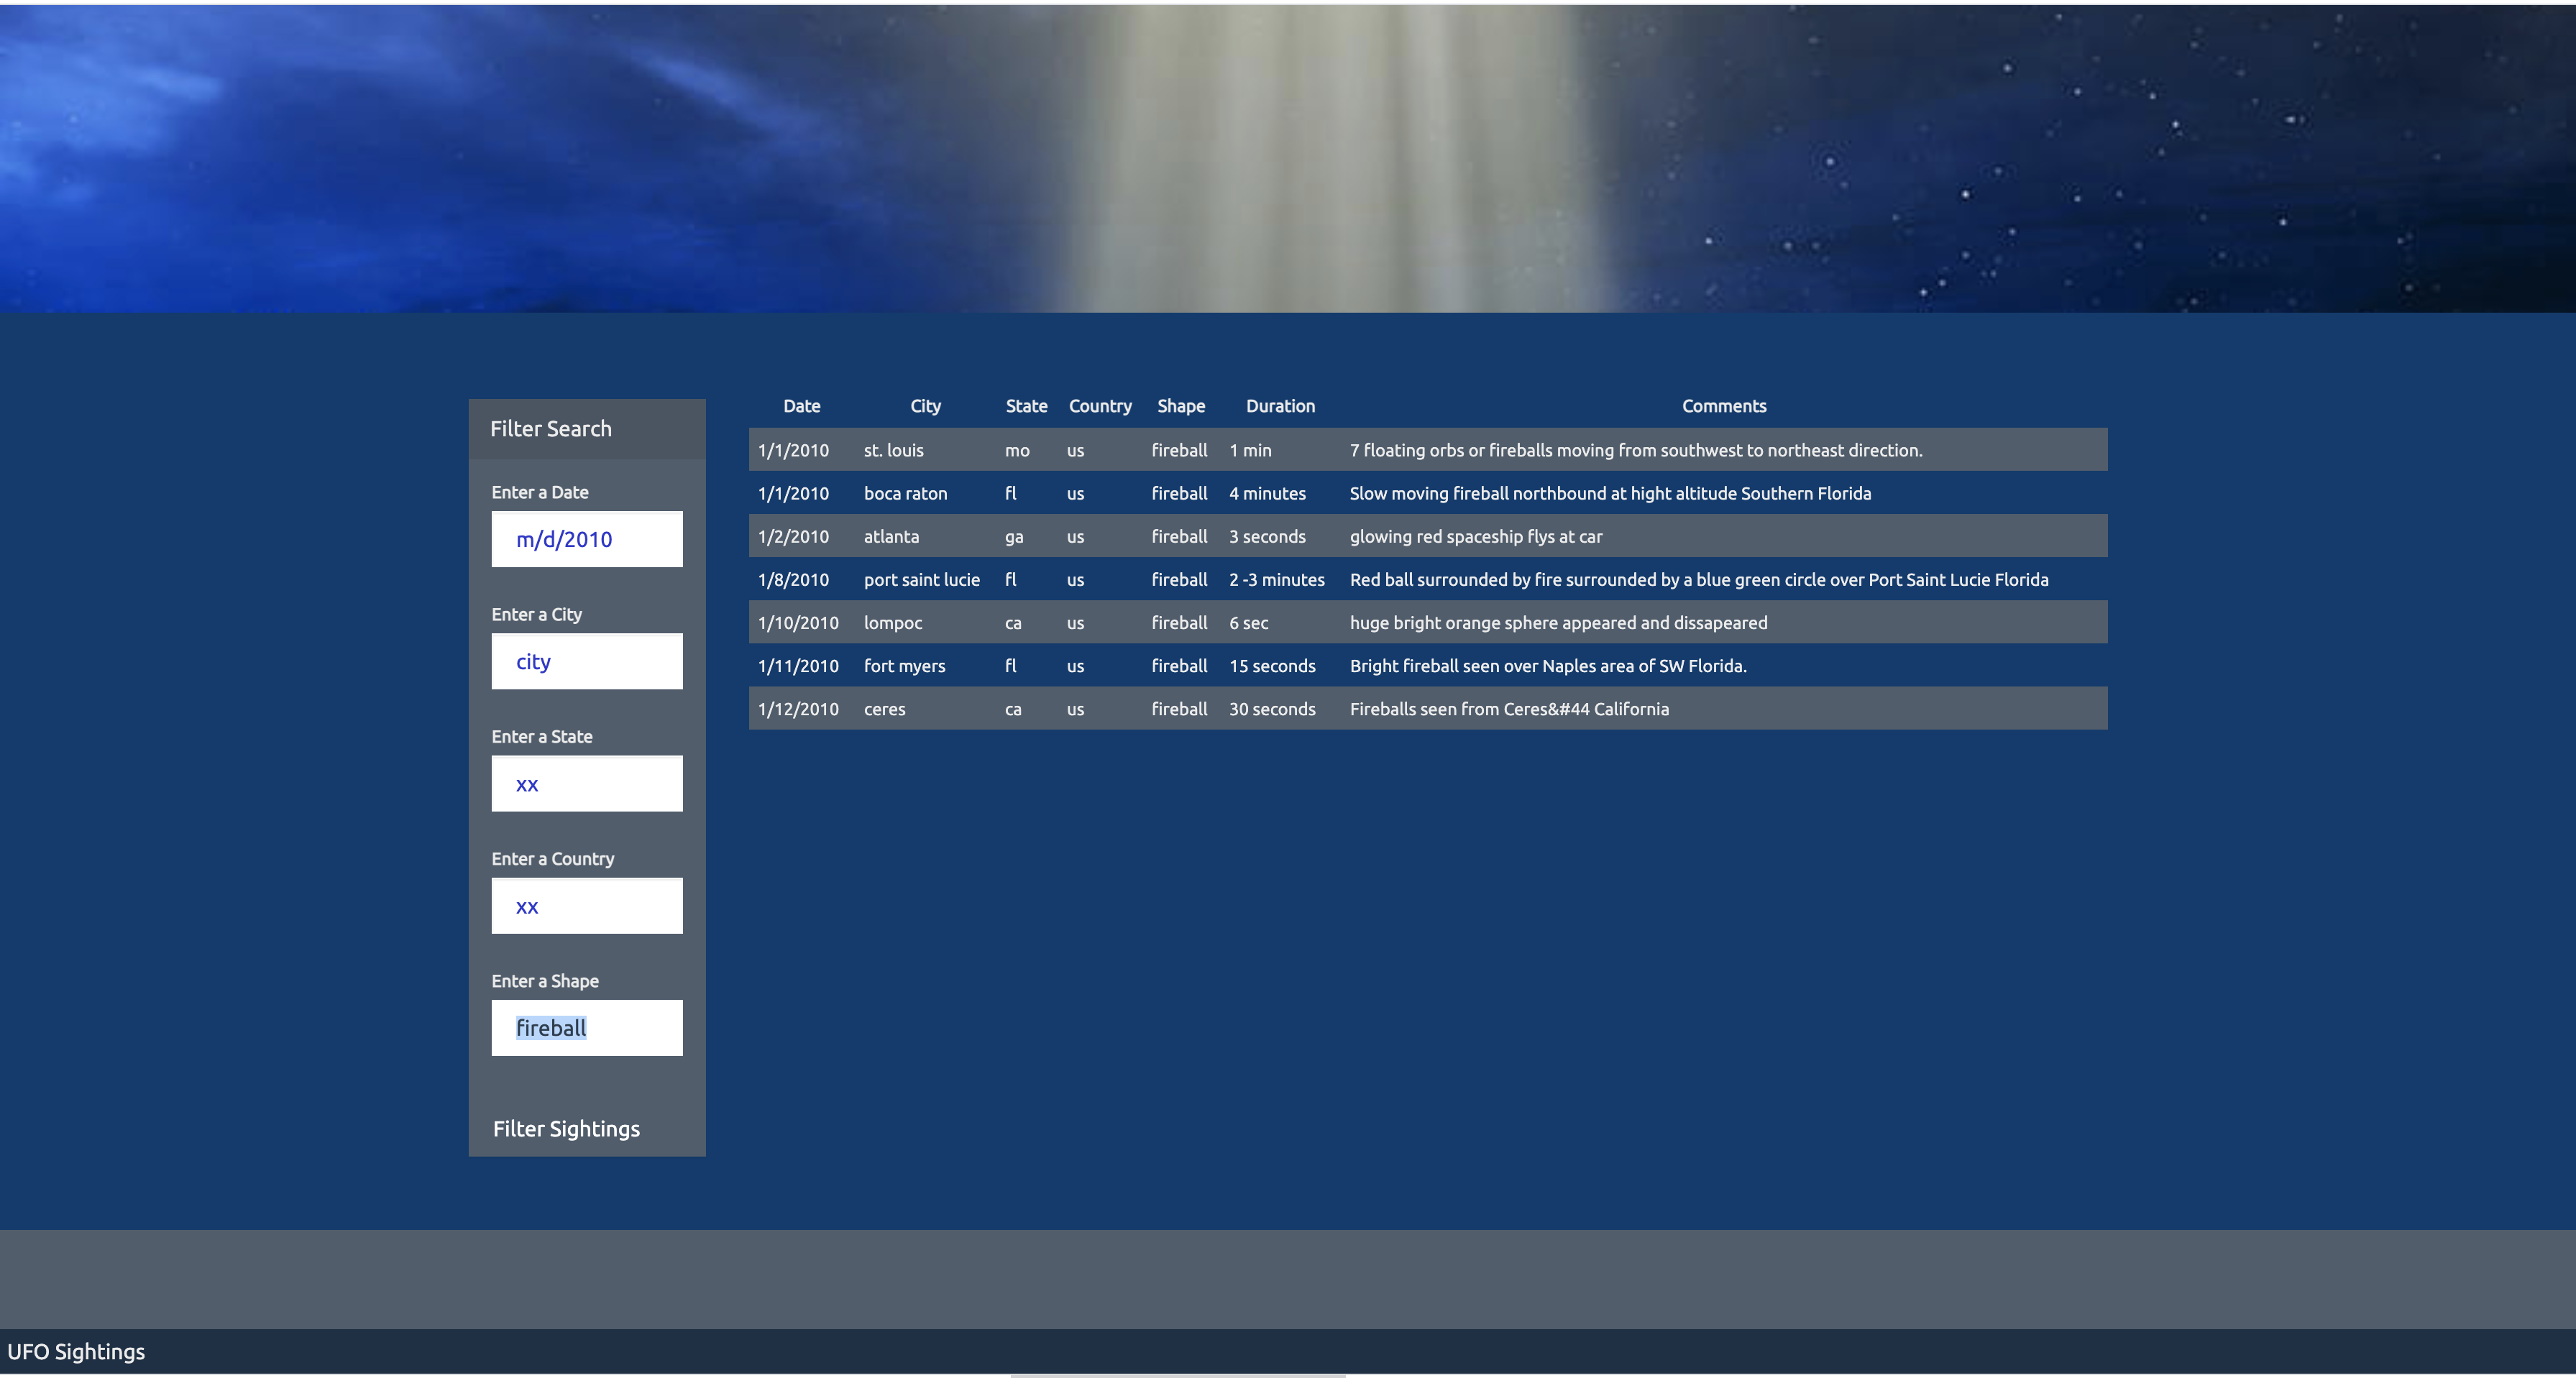 Filter Search
Enter a Date
m/d/2010
Enter a City
city
Enter a State
xx
Enter a Country
xx
Enter a Shape
fireball
Filter Sightings
Date City State Country Shape Duration Comments
1/1/2010 st. louis mo us fireball 1 min 7 floating orbs or fireballs moving from southwest to northeast direction.
1/1/2010 boca raton fl us fireball 4 minutes Slow moving fireball northbound at hight altitude Southern Florida
1/2/2010 atlanta ga us fireball 3 seconds glowing red spaceship flys at car
1/8/2010 port saint lucie fl us fireball 2 -3 minutes Red ball surrounded by fire surrounded by a blue green circle over Port Saint Lucie Florida
1/10/2010 lompoc ca us fireball 6 sec huge bright orange sphere appeared and dissapeared
1/11/2010 fort myers fl us fireball 15 seconds Bright fireball seen over Naples area of SW Florida.
1/12/2010 ceres ca us fireball 30 seconds Fireballs seen from Ceres&#44 California
UFO Sightings